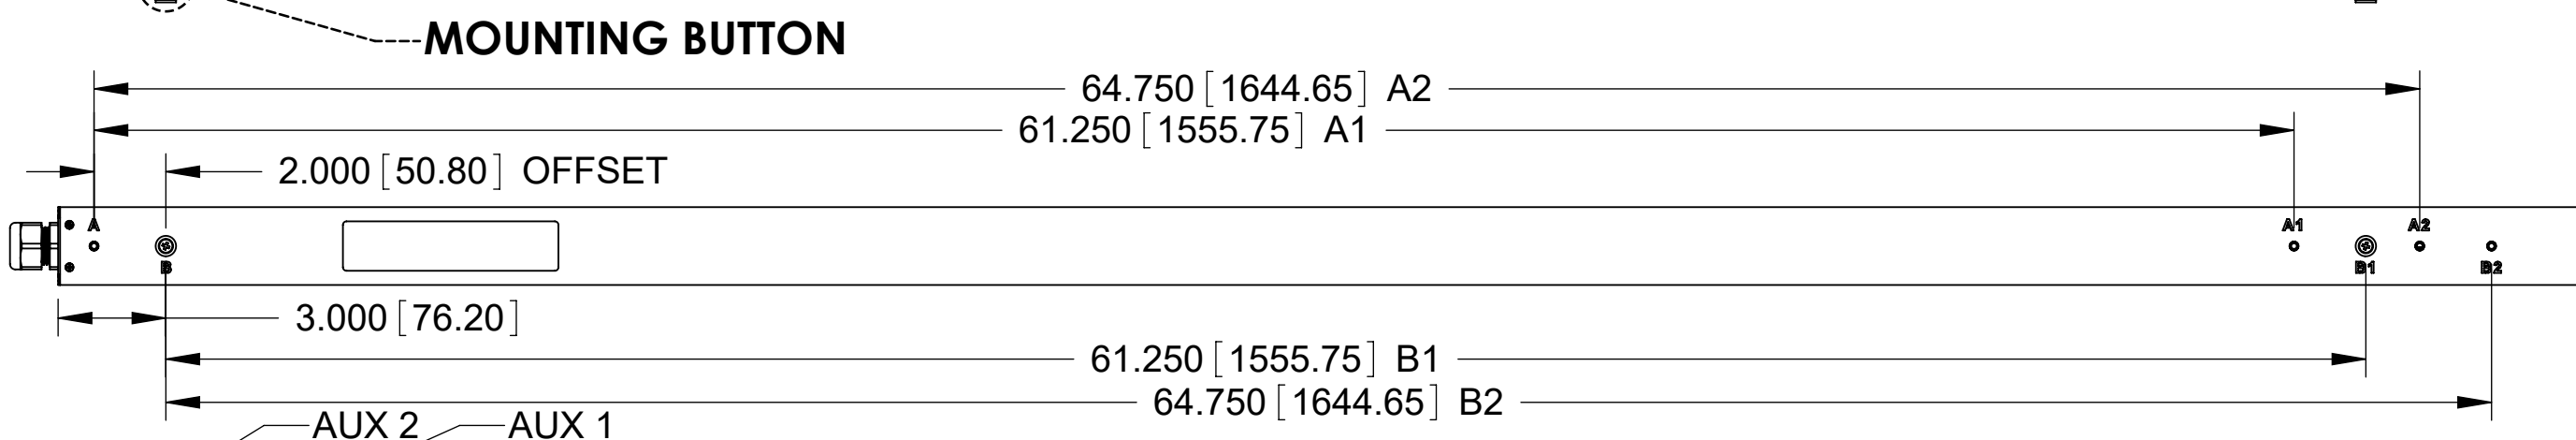 MOUNTING BUTTON
64.750 [1644.65] A2
61.250 [1555.75] A1
2.000 [50.80] OFFSET
A
A1
A2
B
B1
B2
3.000 [76.20]
61.250 [1555.75] B1
64.750 [1644.65] B2
AUX 2
AUX 1